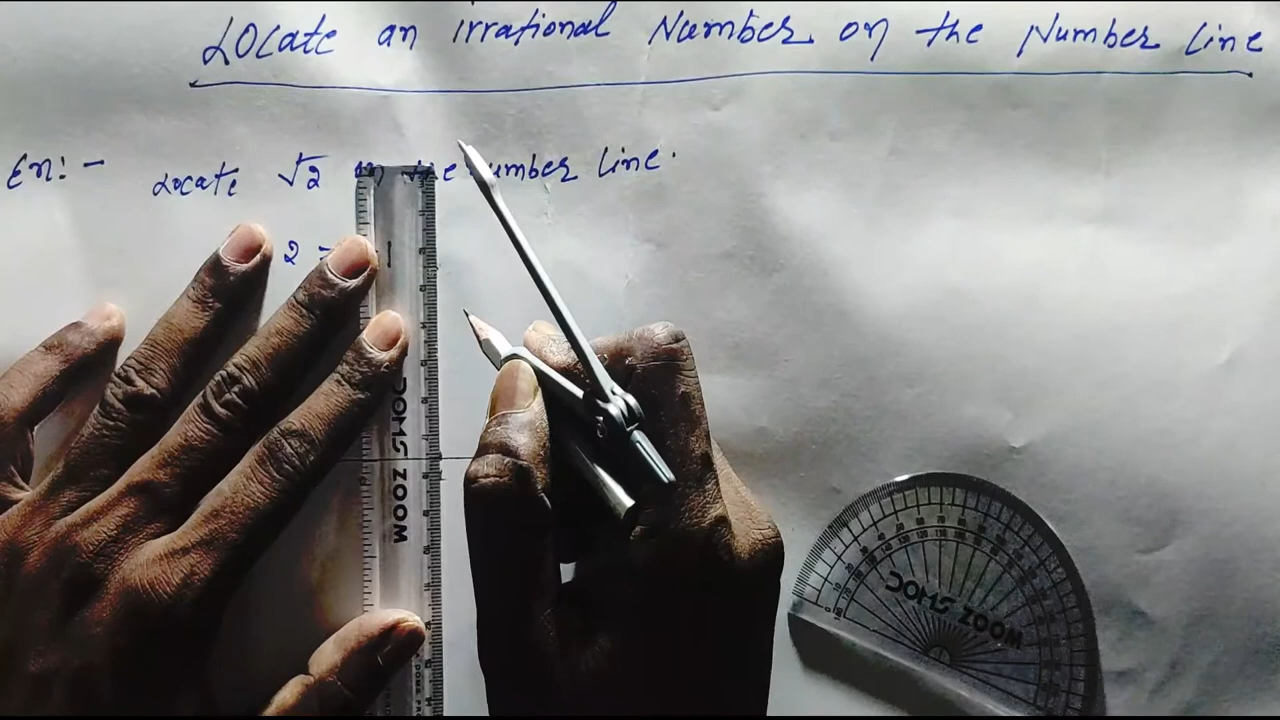 Locate an irrational Number on the Number Line
Ex:- Locate √2 on the number line.
2 =
DOMS ZOOM
DOMS ZOOM